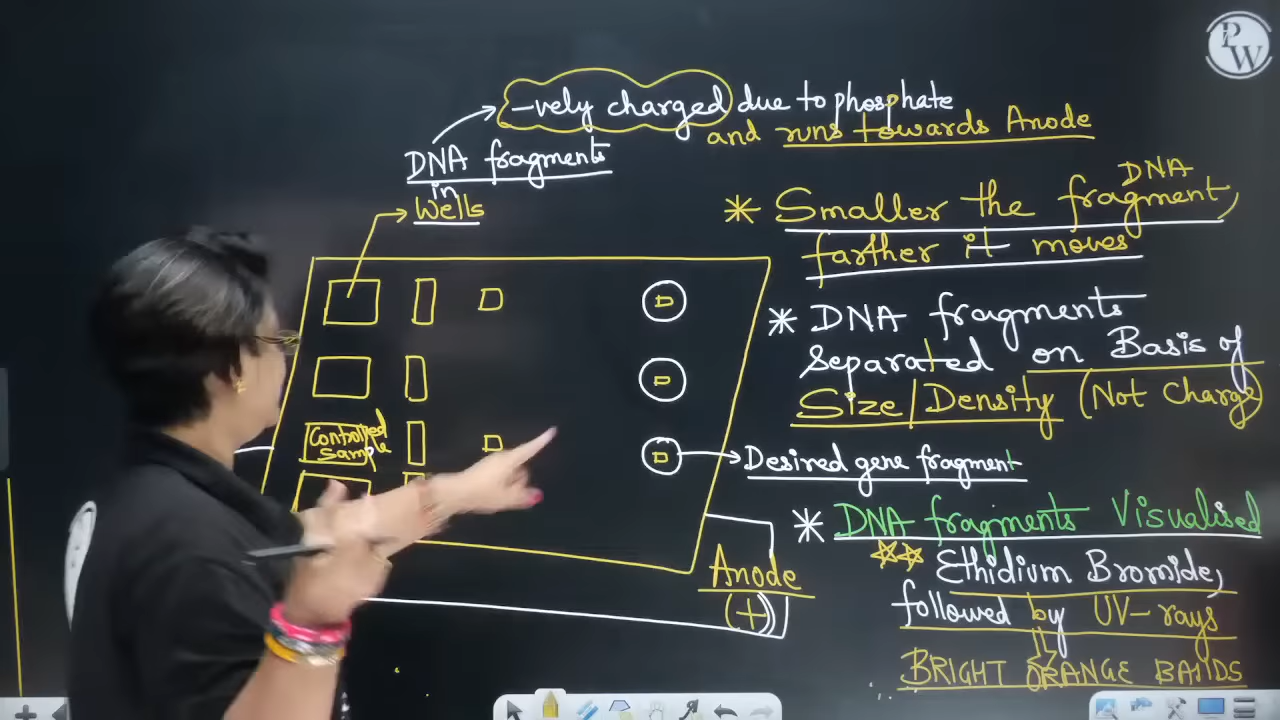 PW
-vely charged due to phosphate
and runs towards Anode
DNA fragments
in
Wells
* Smaller the DNA fragment,
farther it moves
* DNA fragments
separated on Basis of
Size/Density (Not Charge)
Controlled
Sample
Desired gene fragment
* DNA fragments Visualised
Ethidium Bromide,
followed by UV-rays
BRIGHT ORANGE BANDS
Anode
(+)